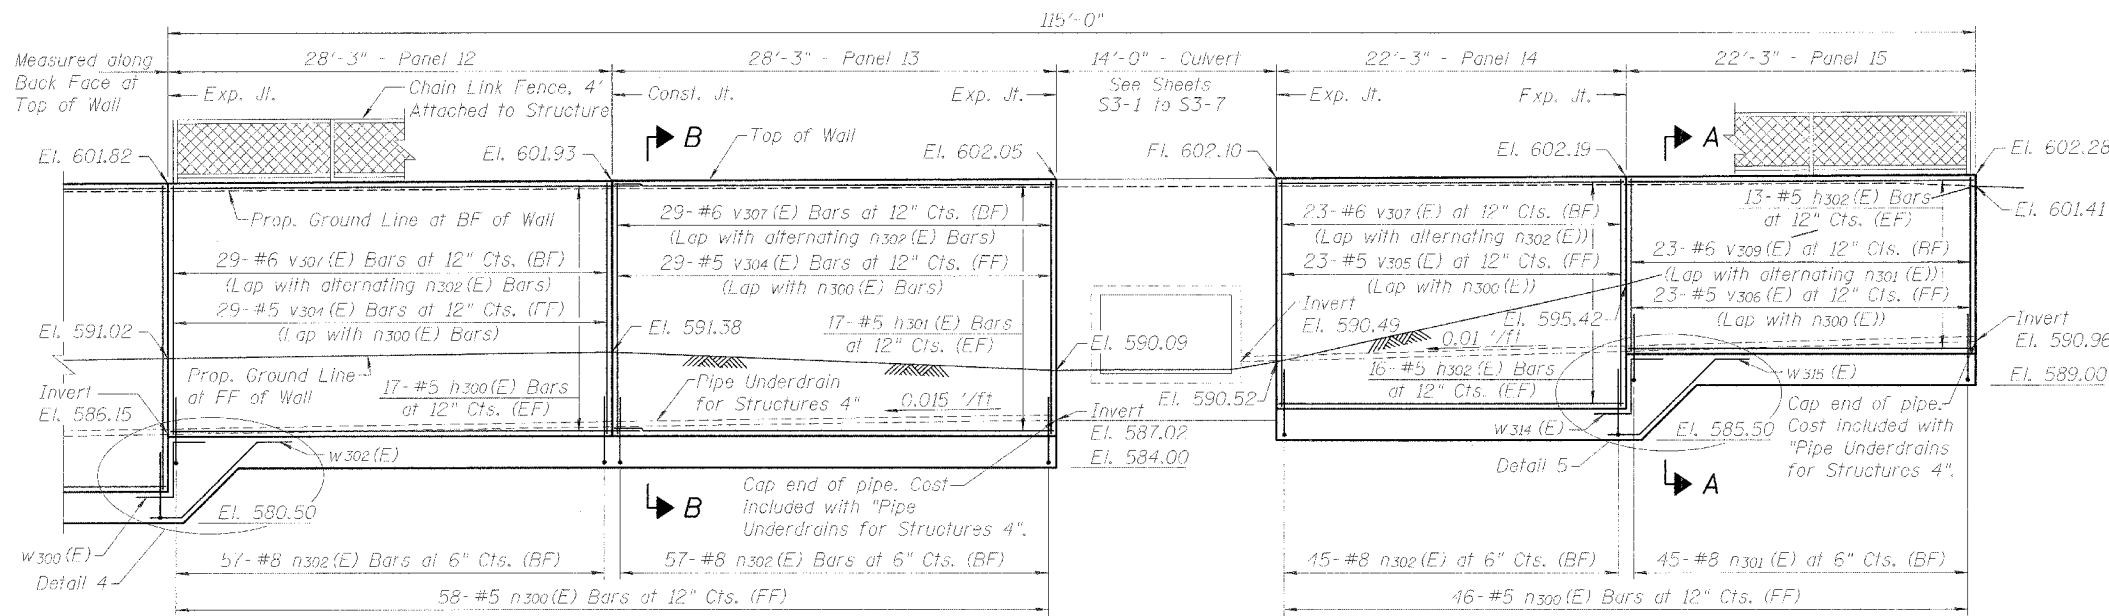 115'-0"
Measured along
Back Face at
Top of Wall
28'-3" - Panel 12
28'-3" - Panel 13
14'-0" - Culvert
See Sheets
S3-1 to S3-7
22'-3" - Panel 14
22'-3" - Panel 15
Exp. Jt.
Chain Link Fence, 4'
Attached to Structure
Const. Jt.
Exp. Jt.
Exp. Jt.
Exp. Jt.
B
Top of Wall
A
El. 601.82
El. 601.93
El. 602.05
El. 602.10
El. 602.19
El. 602.28
Prop. Ground Line at BF of Wall
29-#6 v307(E) Bars at 12" Cts. (BF)
(Lap with alternating n302(E) Bars)
29-#5 v304(E) Bars at 12" Cts. (FF)
(Lap with n300(E) Bars)
29-#6 v307(E) Bars at 12" Cts. (BF)
(Lap with alternating n302(E) Bars)
29-#5 v304(E) Bars at 12" Cts. (FF)
(Lap with n300(E) Bars)
23-#6 v307(E) at 12" Cts. (BF)
(Lap with alternating n302(E))
23-#5 v305(E) at 12" Cts. (FF)
(Lap with n300(E))
13-#5 h302(E) Bars
at 12" Cts. (EF)
El. 601.41
23-#6 v309(E) at 12" Cts. (BF)
(Lap with alternating n301(E))
23-#5 v306(E) at 12" Cts. (FF)
(Lap with n300(E))
El. 591.02
El. 591.38
17-#5 h301(E) Bars
at 12" Cts. (EF)
El. 590.09
Invert
El. 590.49
El. 595.42
0.01 '/ft
Invert
El. 590.96
Prop. Ground Line
at FF of Wall
17-#5 h300(E) Bars
at 12" Cts. (EF)
Pipe Underdrain
for Structures 4"
0.015 '/ft
16-#5 h302(E) Bars
at 12" Cts. (EF)
El. 590.52
w315(E)
El. 589.00
Invert
El. 586.15
Invert
El. 587.02
El. 584.00
w314(E)
El. 585.50
Detail 5
Cap end of pipe.
Cost included with
"Pipe Underdrains
for Structures 4".
w302(E)
El. 580.50
B
Cap end of pipe. Cost
included with "Pipe
Underdrains for Structures 4".
A
w300(E)
Detail 4
57-#8 n302(E) Bars at 6" Cts. (BF)
57-#8 n302(E) Bars at 6" Cts. (BF)
45-#8 n302(E) at 6" Cts. (BF)
45-#8 n301(E) at 6" Cts. (BF)
58-#5 n300(E) Bars at 12" Cts. (FF)
46-#5 n300(E) Bars at 12" Cts. (FF)